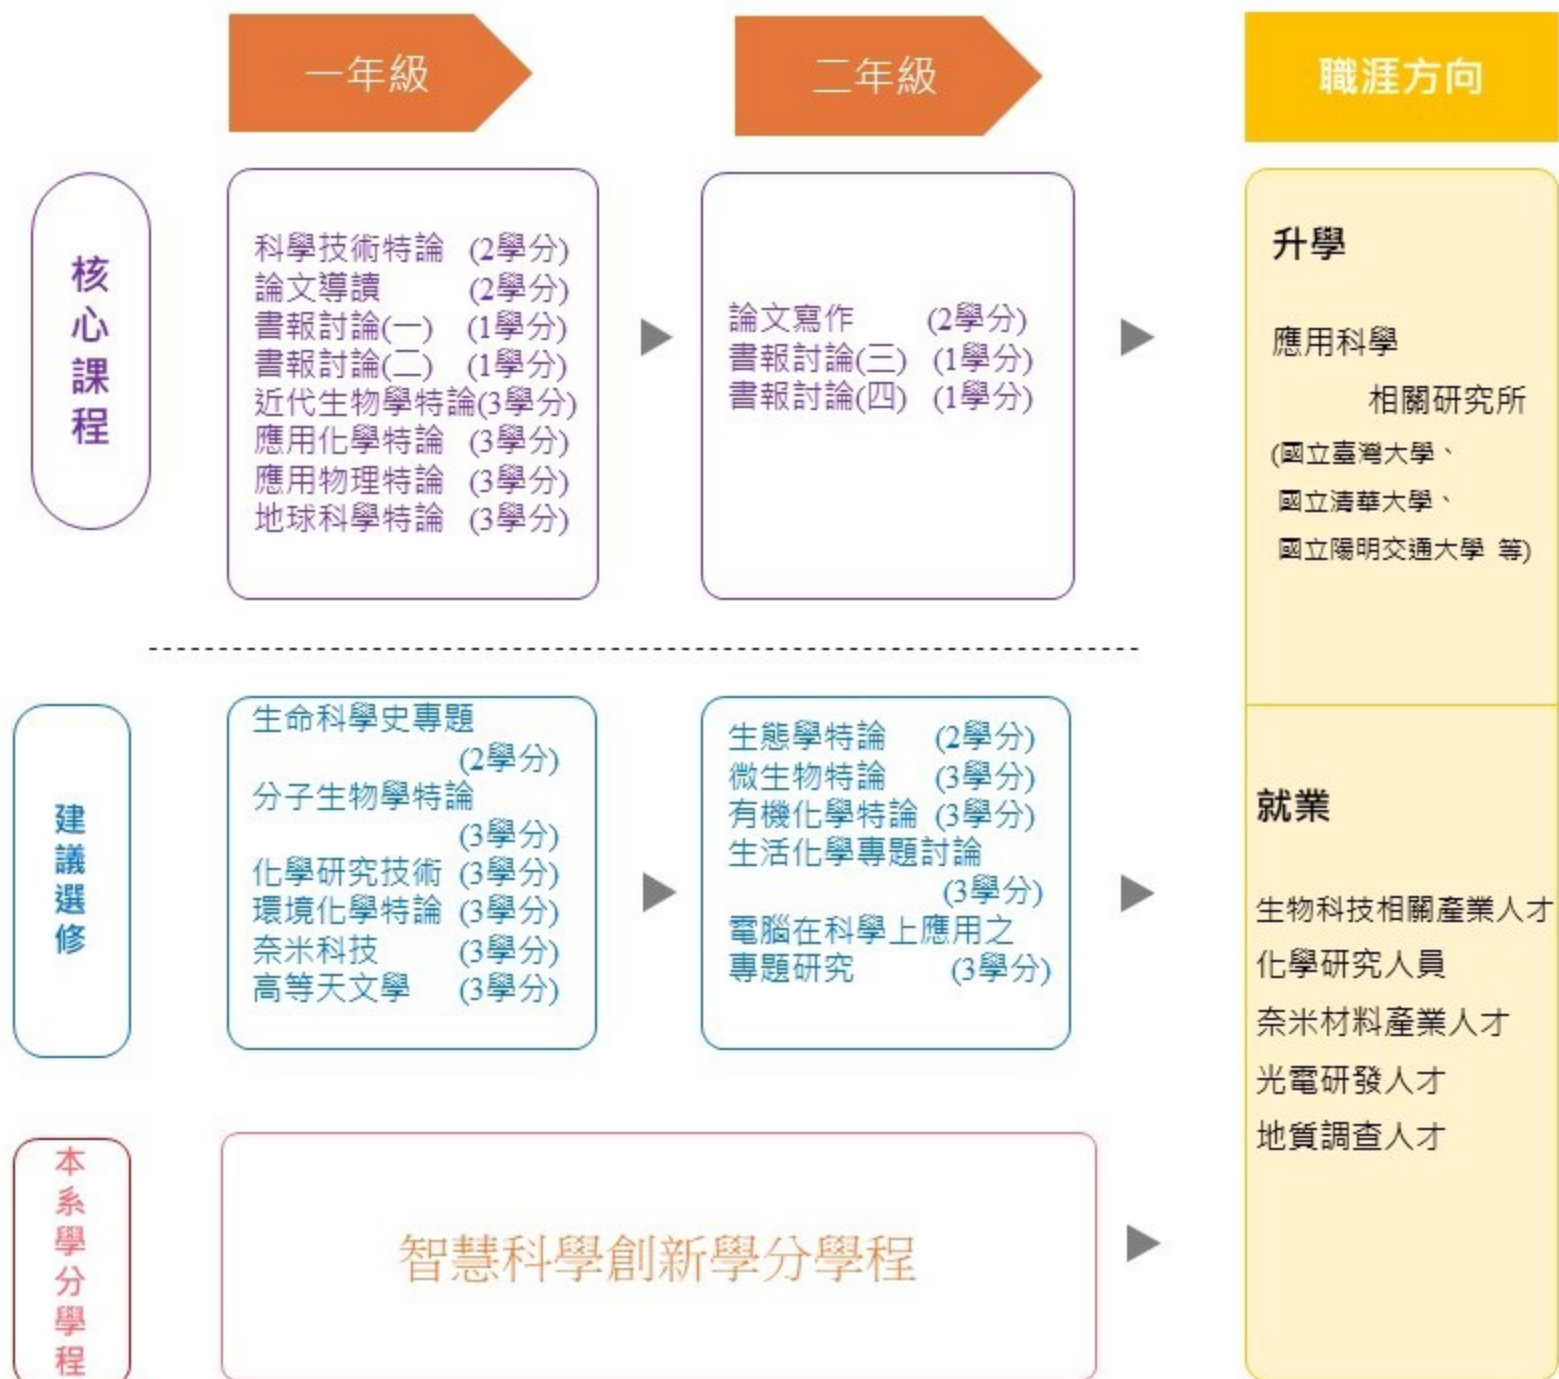 一年級
二年級
職涯方向
核心課程
科學技術特論 (2學分)
論文導讀 (2學分)
書報討論(一) (1學分)
書報討論(二) (1學分)
近代生物學特論(3學分)
應用化學特論 (3學分)
應用物理特論 (3學分)
地球科學特論 (3學分)
論文寫作 (2學分)
書報討論(三) (1學分)
書報討論(四) (1學分)
升學
應用科學
相關研究所
(國立臺灣大學、
國立清華大學、
國立陽明交通大學 等)
建議選修
生命科學史專題
(2學分)
分子生物學特論
(3學分)
化學研究技術 (3學分)
環境化學特論 (3學分)
奈米科技 (3學分)
高等天文學 (3學分)
生態學特論 (2學分)
微生物特論 (3學分)
有機化學特論 (3學分)
生活化學專題討論
(3學分)
電腦在科學上應用之
專題研究 (3學分)
就業
生物科技相關產業人才
化學研究人員
奈米材料產業人才
光電研發人才
地質調查人才
本系學分學程
智慧科學創新學分學程